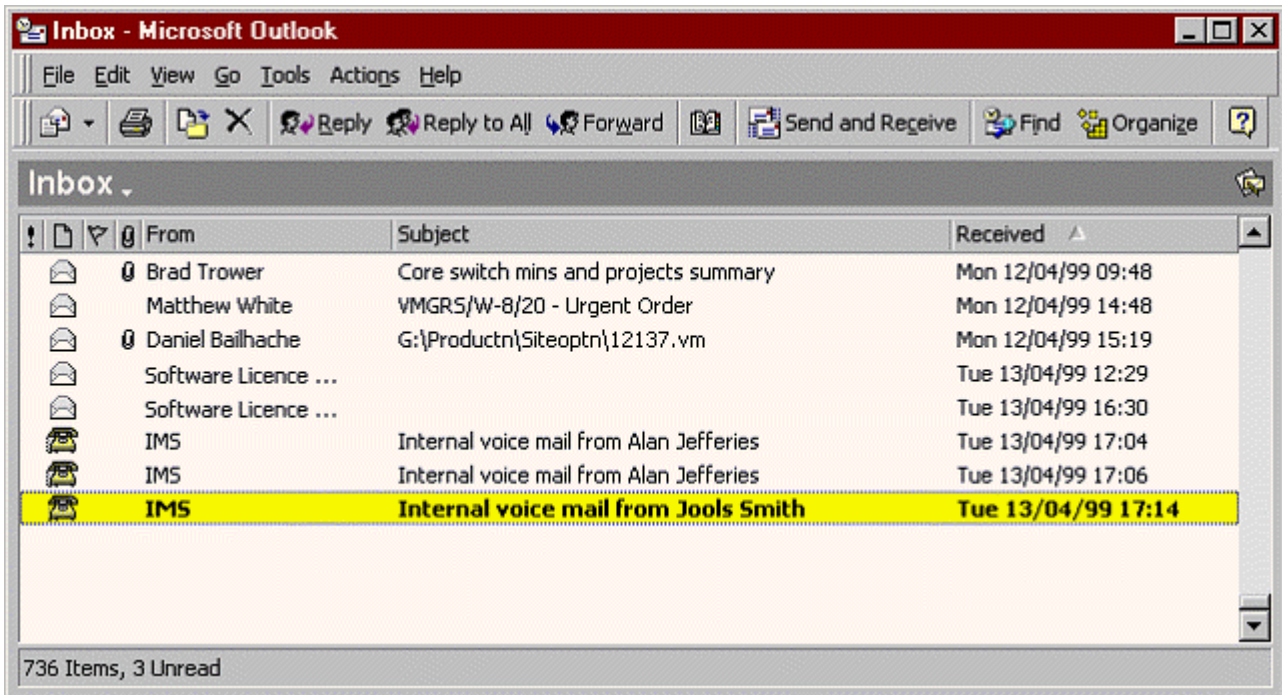 Inbox - Microsoft Outlook
File Edit View Go Tools Actions Help
Reply Reply to All Forward Send and Receive Find Organize
Inbox
! From Subject Received
Brad Trower Core switch mins and projects summary Mon 12/04/99 09:48
Matthew White VMGRS/W-8/20 - Urgent Order Mon 12/04/99 14:48
Daniel Bailhache G:\Productn\Siteoptn\12137.vm Mon 12/04/99 15:19
Software Licence ... Tue 13/04/99 12:29
Software Licence ... Tue 13/04/99 16:30
IMS Internal voice mail from Alan Jefferies Tue 13/04/99 17:04
IMS Internal voice mail from Alan Jefferies Tue 13/04/99 17:06
IMS Internal voice mail from Jools Smith Tue 13/04/99 17:14
736 Items, 3 Unread